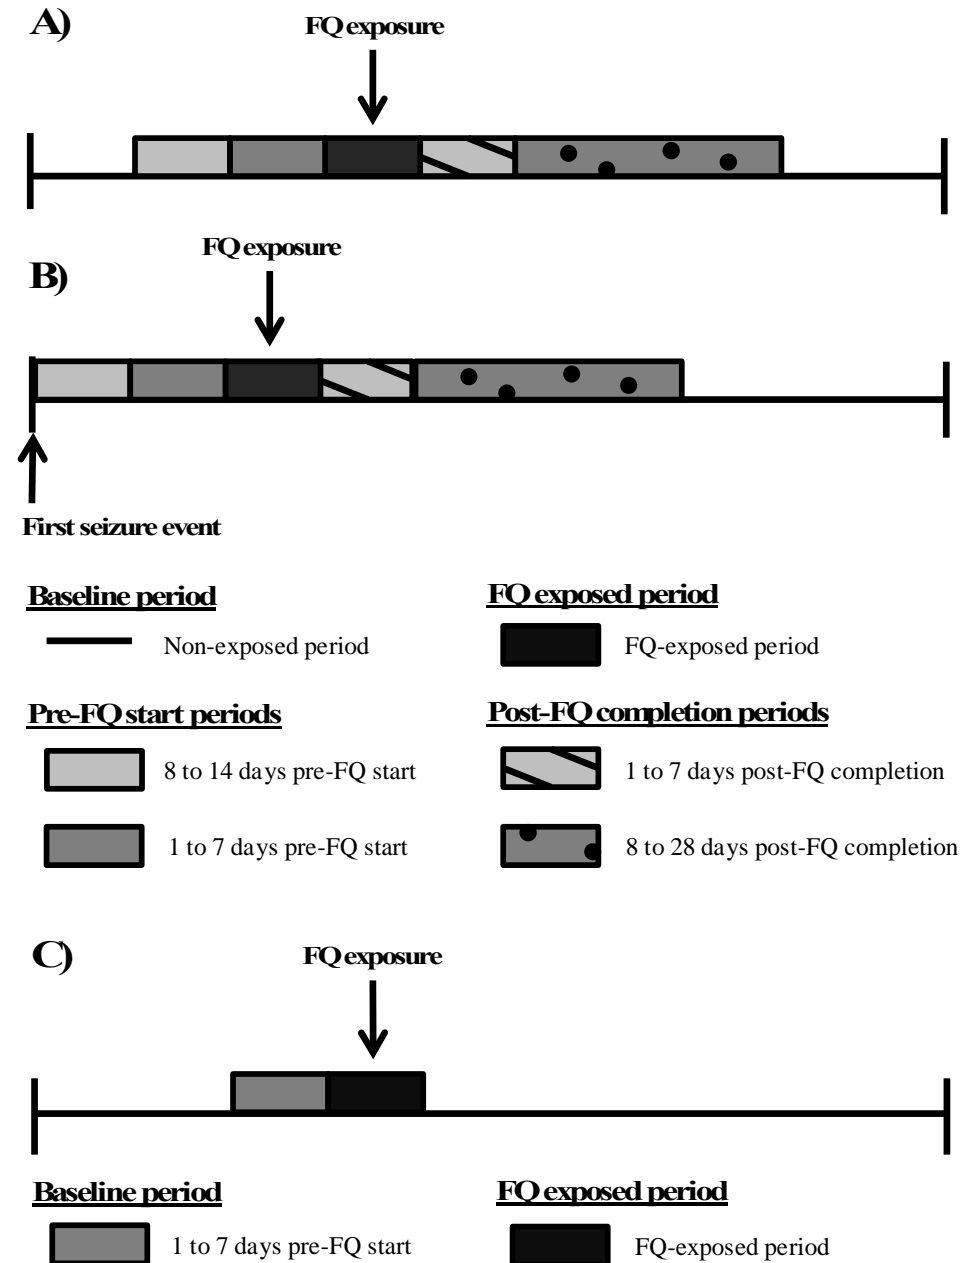 A)
FQ exposure
FQ exposure
B)
First seizure event
Baseline period
FQ exposed period
Non-exposed period
FQ-exposed period
Pre-FQ start periods
Post-FQ completion periods
8 to 14 days pre-FQ start
1 to 7 days post-FQ completion
1 to 7 days pre-FQ start
8 to 28 days post-FQ completion
C)
FQ exposure
Baseline period
FQ exposed period
1 to 7 days pre-FQ start
FQ-exposed period